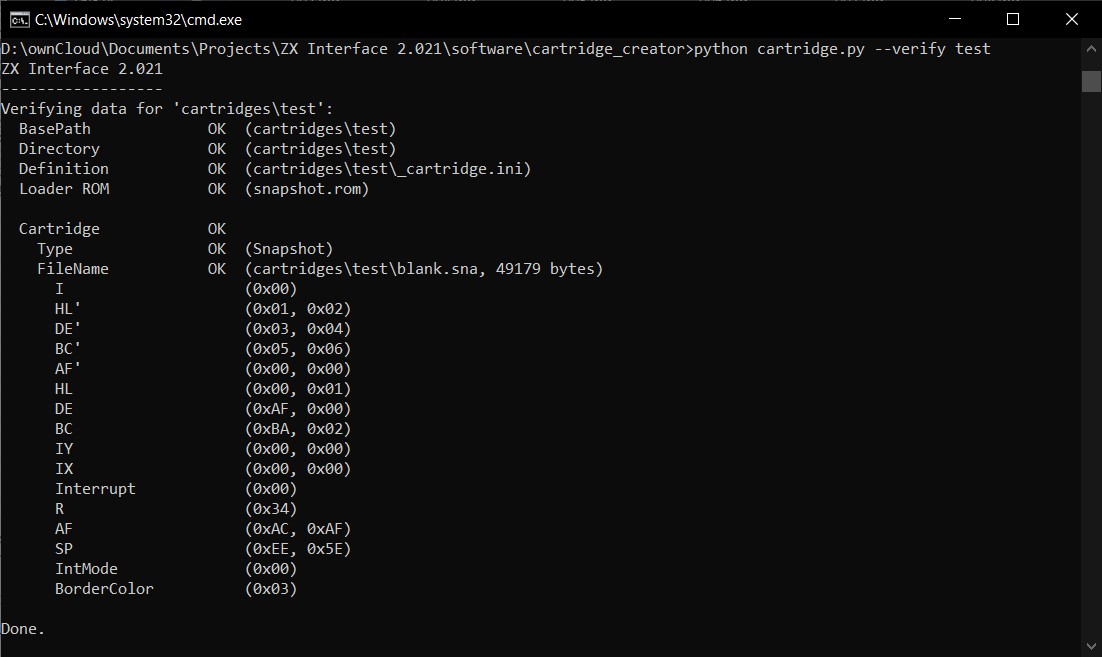 C:\Windows\system32\cmd.exe
D:\ownCloud\Documents\Projects\ZX Interface 2.021\software\cartridge_creator>python cartridge.py --verify test
ZX Interface 2.021
------------------
Verifying data for 'cartridges\test':
  BasePath             OK  (cartridges\test)
  Directory            OK  (cartridges\test)
  Definition           OK  (cartridges\test\_cartridge.ini)
  Loader ROM           OK  (snapshot.rom)

  Cartridge            OK
    Type               OK  (Snapshot)
    FileName           OK  (cartridges\test\blank.sna, 49179 bytes)
      I                    (0x00)
      HL'                  (0x01, 0x02)
      DE'                  (0x03, 0x04)
      BC'                  (0x05, 0x06)
      AF'                  (0x00, 0x00)
      HL                   (0x00, 0x01)
      DE                   (0xAF, 0x00)
      BC                   (0xBA, 0x02)
      IY                   (0x00, 0x00)
      IX                   (0x00, 0x00)
      Interrupt            (0x00)
      R                    (0x34)
      AF                   (0xAC, 0xAF)
      SP                   (0xEE, 0x5E)
      IntMode              (0x00)
      BorderColor          (0x03)

Done.